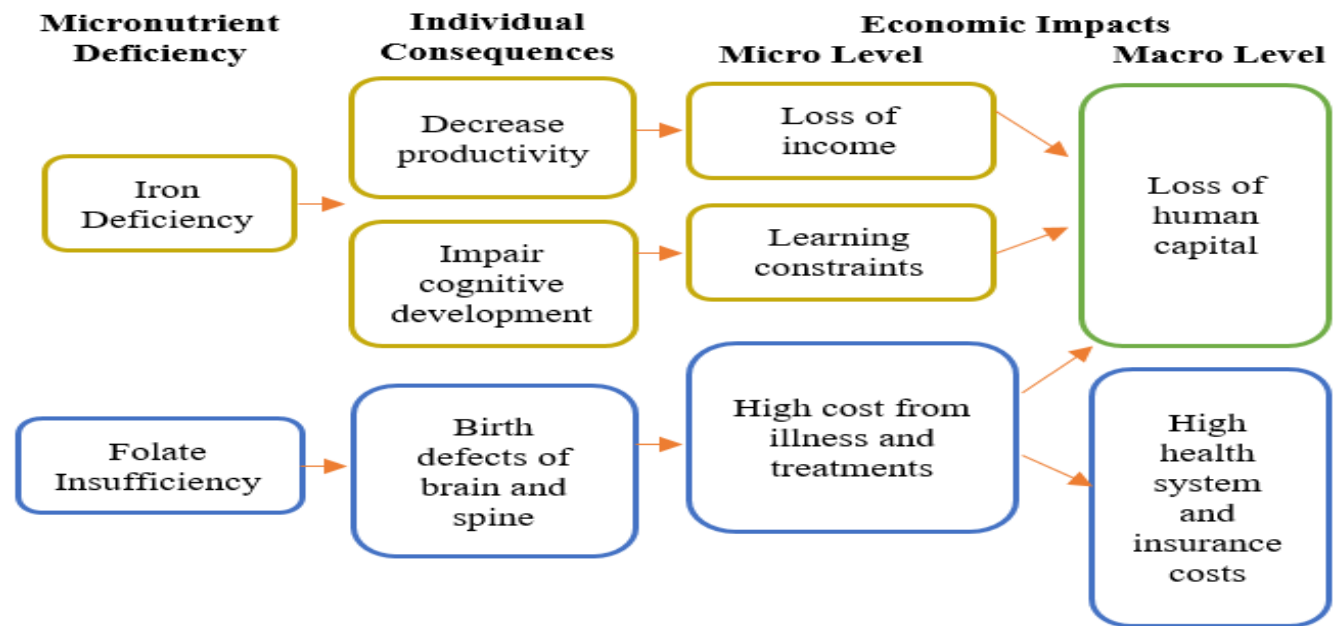 Micronutrient
Deficiency
Individual
Consequences
Economic Impacts
Micro Level
Macro Level
Iron
Deficiency
Decrease
productivity
Loss of
income
Loss of
human
capital
Impair
cognitive
development
Learning
constraints
Folate
Insufficiency
Birth
defects of
brain and
spine
High cost from
illness and
treatments
High
health
system
and
insurance
costs